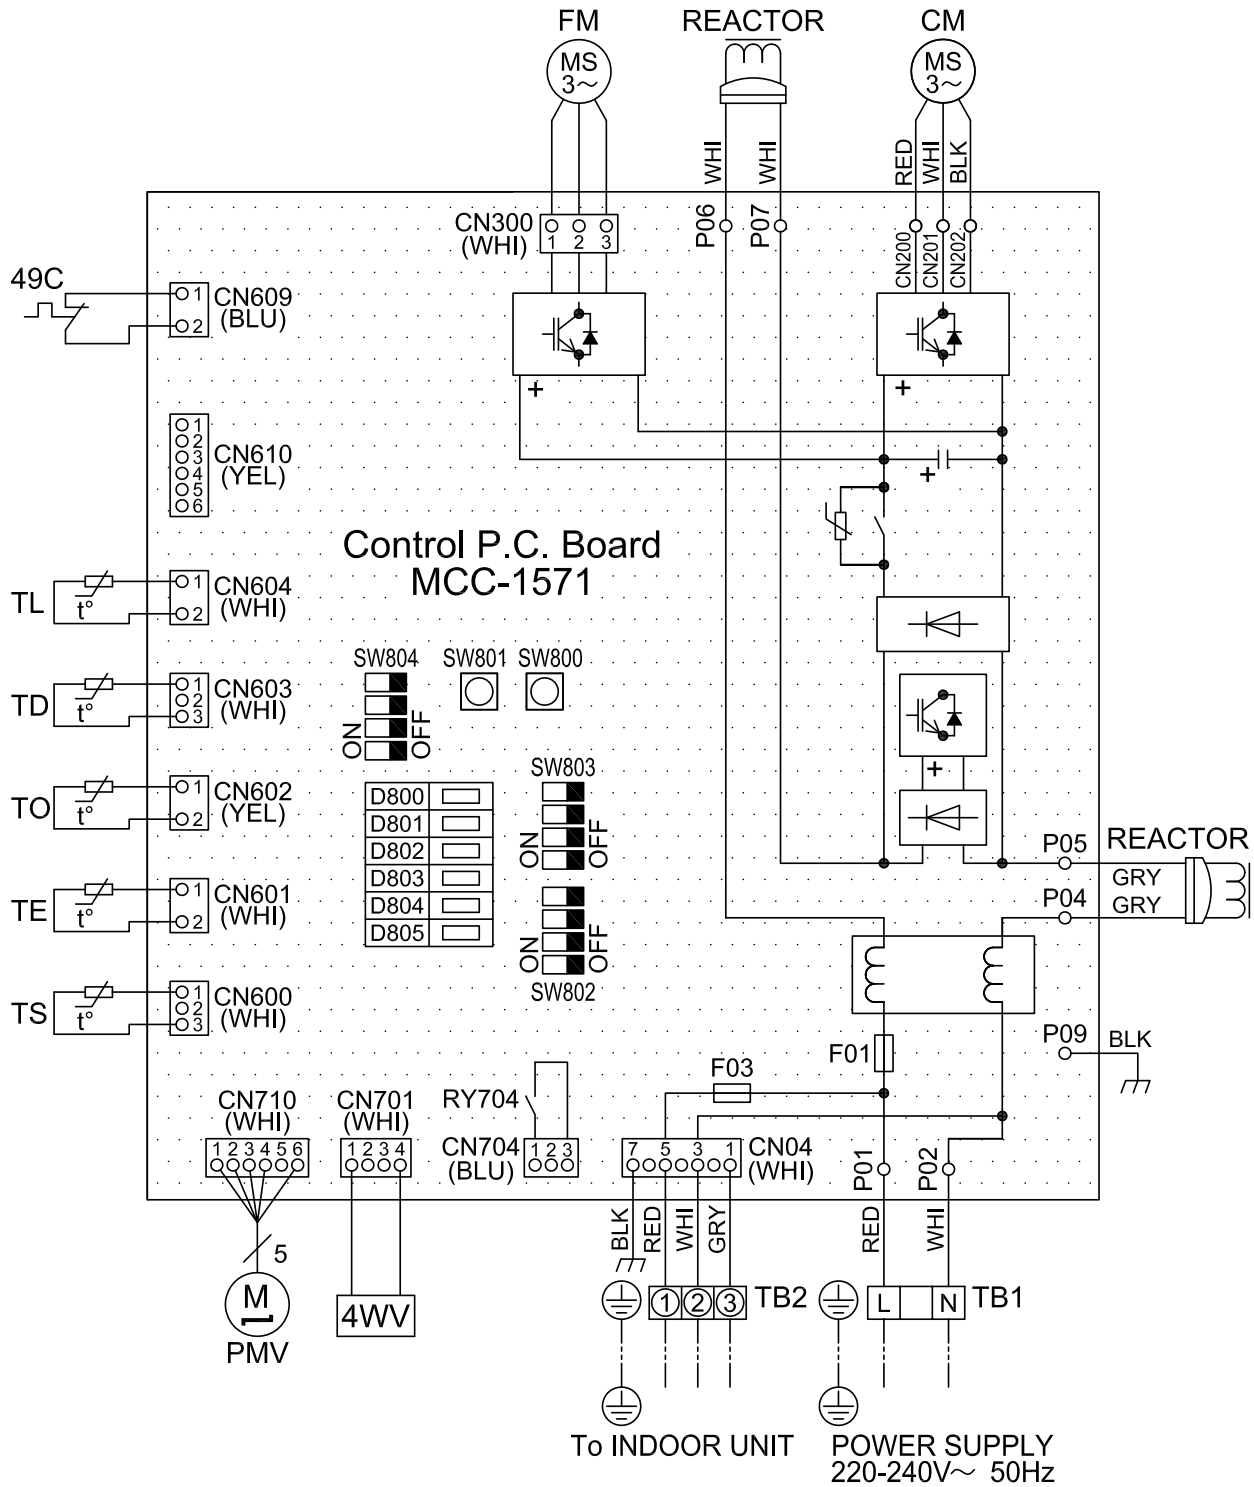 FM
REACTOR
CM
MS
3~
MS
3~
WHI
WHI
RED
WHI
BLK
CN300
(WHI)
1 2 3
P06
P07
CN200
CN201
CN202
49C
1
2
CN609
(BLU)
+
+
1
2
3
4
5
6
CN610
(YEL)
+
Control P.C. Board
MCC-1571
TL
t°
1
2
CN604
(WHI)
SW804
SW801
SW800
ON
OFF
TD
t°
1
2
3
CN603
(WHI)
+
SW803
ON
OFF
TO
t°
1
2
CN602
(YEL)
D800
D801
D802
D803
D804
D805
P05
REACTOR
GRY
P04
GRY
TE
t°
1
2
CN601
(WHI)
ON
OFF
SW802
TS
t°
1
2
3
CN600
(WHI)
P09
BLK
F01
F03
CN710
(WHI)
1 2 3 4 5 6
CN701
(WHI)
1 2 3 4
RY704
CN704
(BLU)
1 2 3
7 5 3 1
CN04
(WHI)
P01
P02
BLK
RED
WHI
GRY
RED
WHI
5
M
PMV
4WV
1 2 3
TB2
L N
TB1
To INDOOR UNIT
POWER SUPPLY
220-240V~ 50Hz